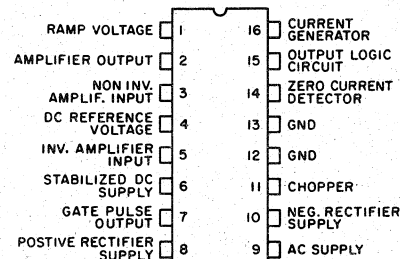 RAMP VOLTAGE 1
16 CURRENT
GENERATOR
AMPLIFIER OUTPUT 2
15 OUTPUT LOGIC
CIRCUIT
NON INV.
AMPLIF. INPUT 3
14 ZERO CURRENT
DETECTOR
DC REFERENCE
VOLTAGE 4
13 GND
INV. AMPLIFIER
INPUT 5
12 GND
STABILIZED DC
SUPPLY 6
11 CHOPPER
GATE PULSE
OUTPUT 7
10 NEG. RECTIFIER
SUPPLY
POSTIVE RECTIFIER
SUPPLY 8
9 AC SUPPLY